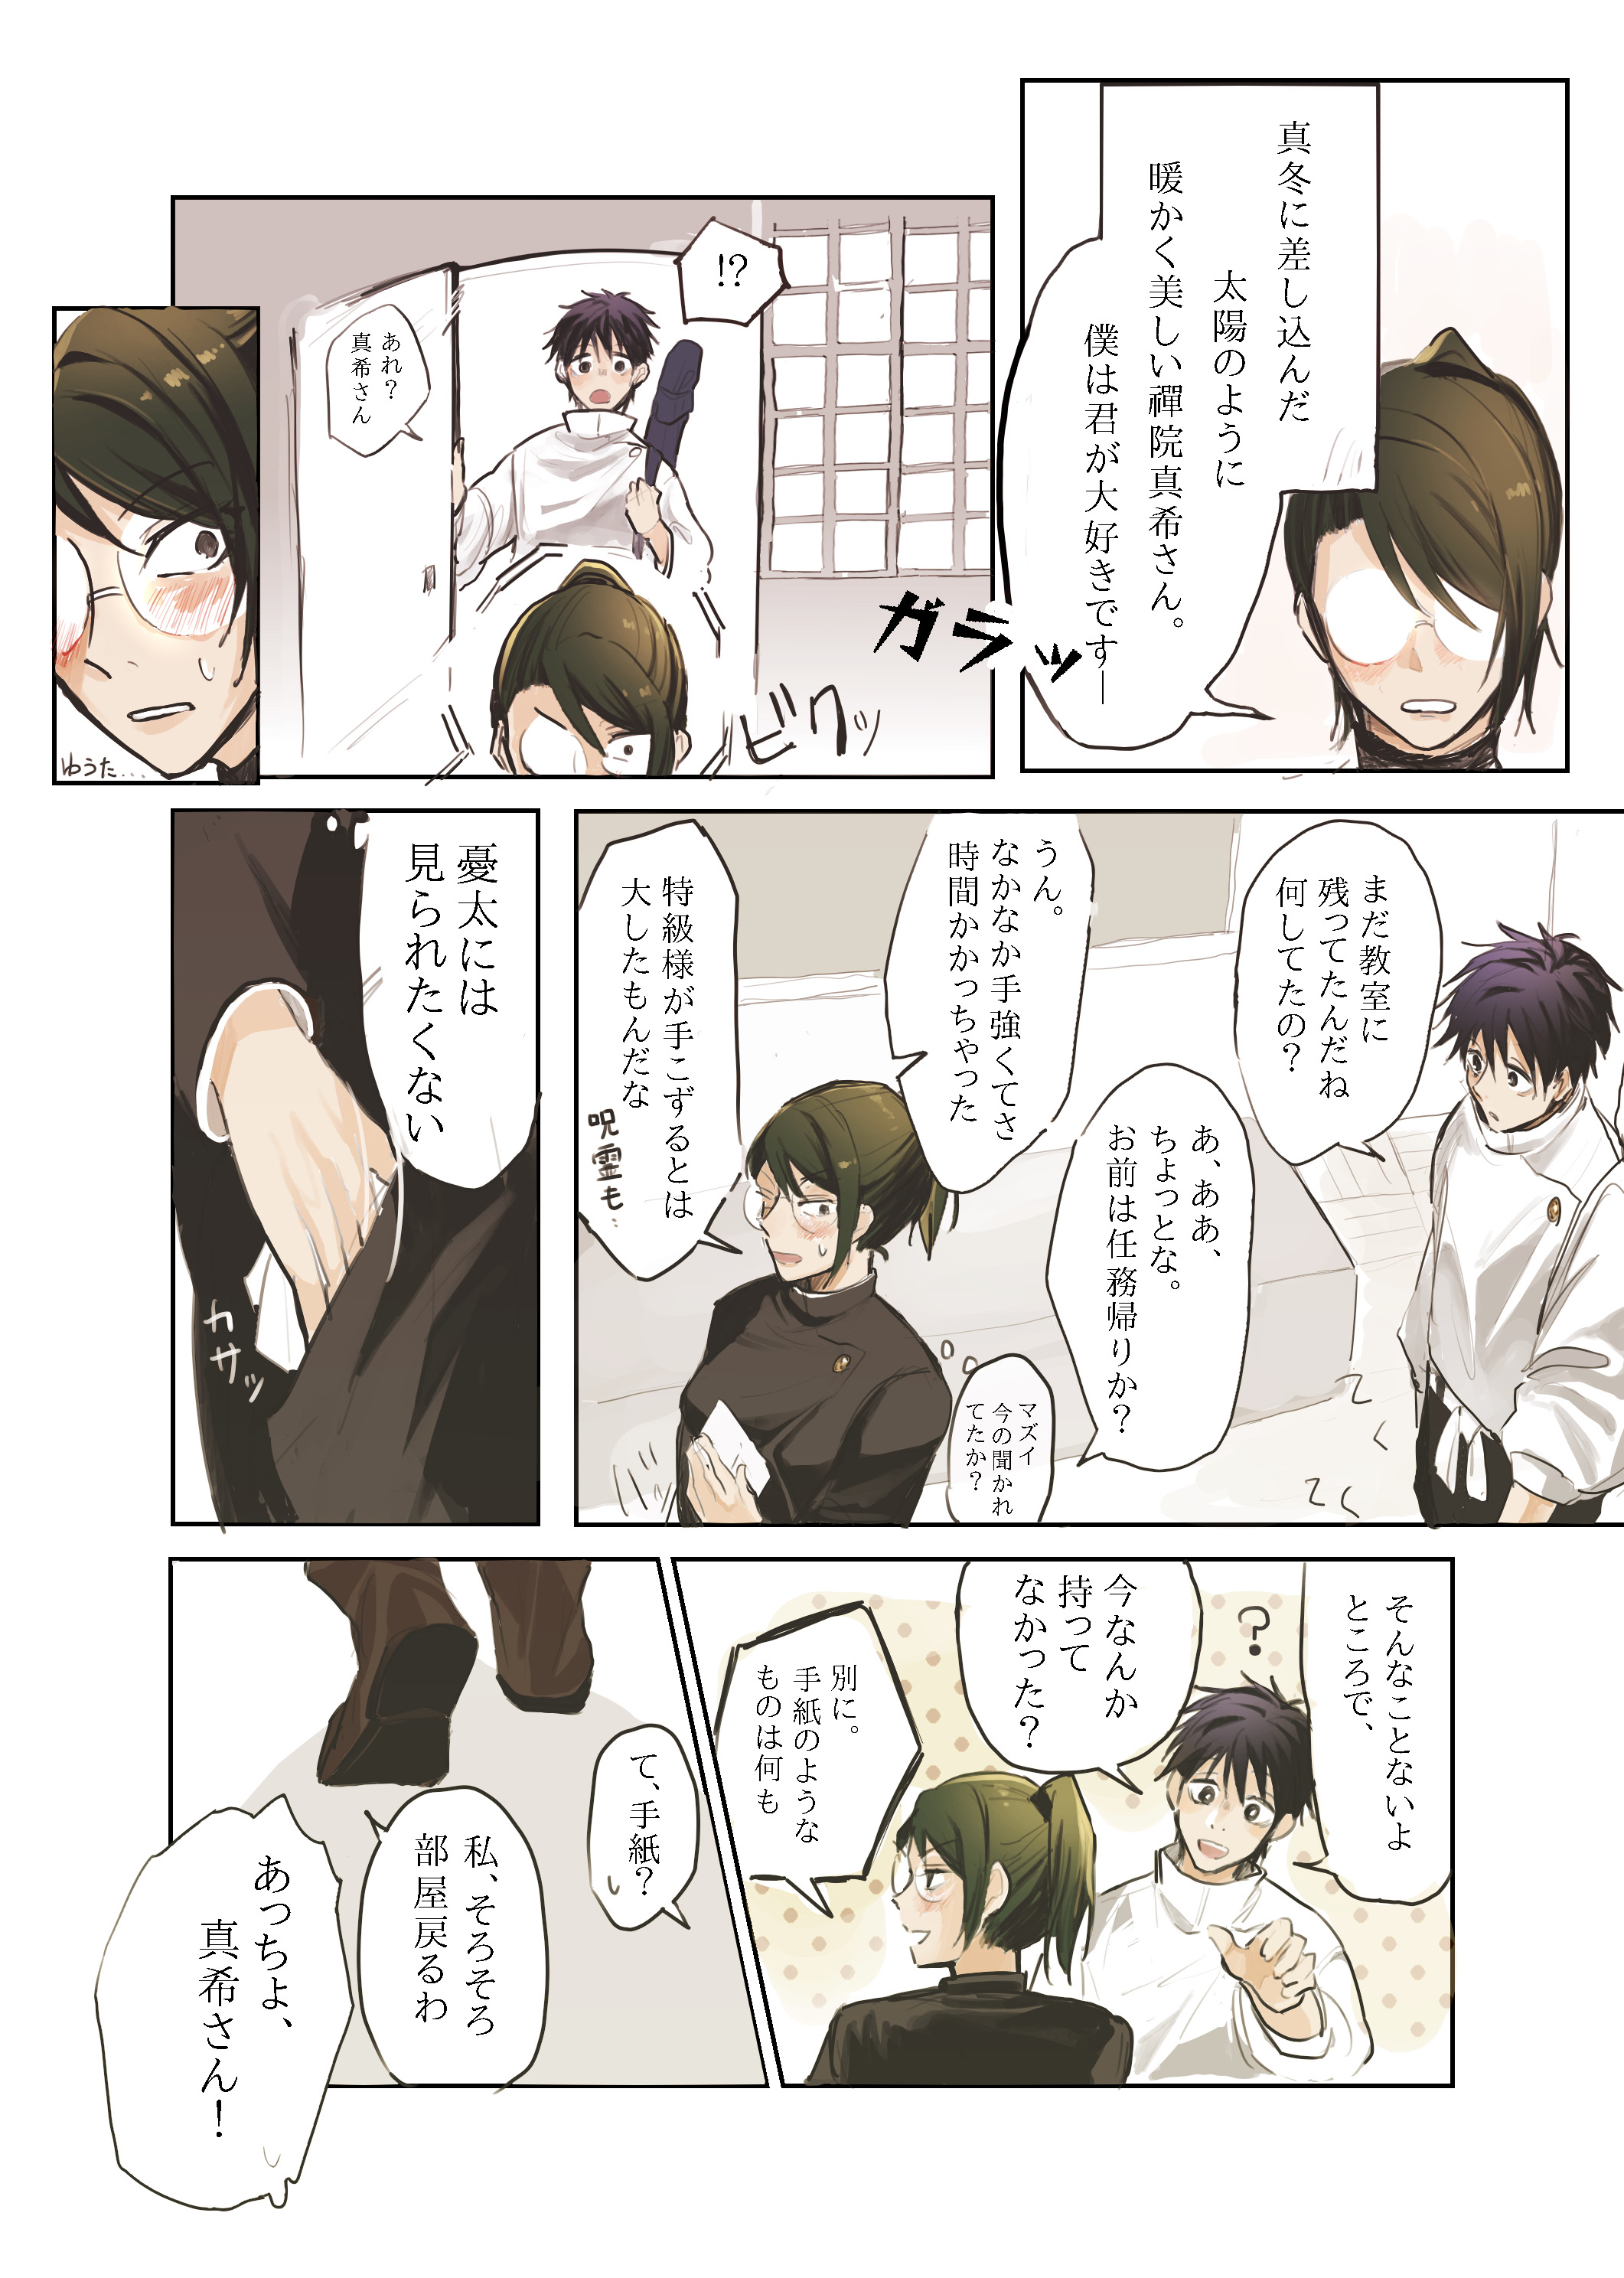 真冬に差し込んだ
太陽のように
暖かく美しい禪院真希さん。
僕は君が大好きです―
ガラッ
!?
あれ?
真希さん
ビクッ
ゆうた...
まだ教室に
残ってたんだね
何してたの?
あ、ああ、
ちょっとな。
お前は任務帰りか?
うん。
なかなか手強くてさ
時間かかっちゃった
マズイ
今の聞かれ
てたか?
特級様が手こずるとは
大したもんだな
呪霊も..
てく
てく
憂太には
見られたくない
カサッ
そんなことないよ
ところで、
?
今なんか
持って
なかった?
別に。
手紙のような
ものは何も
て、手紙?
私、そろそろ
部屋戻るわ
あっちょ、
真希さん!